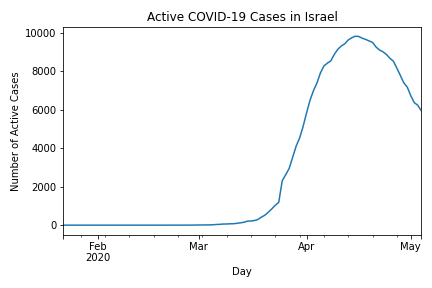 Active COVID-19 Cases in Israel
10000
8000
6000
4000
2000
0
Number of Active Cases
Feb
2020
Mar
Apr
May
Day